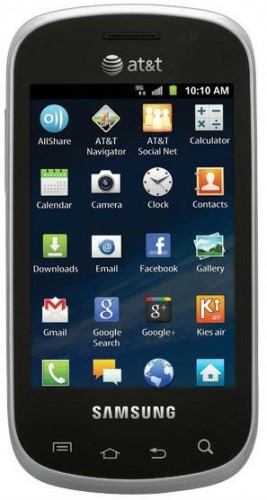 at&t
3G 10:10 AM
AllShare AT&T Navigator AT&T Social Net Calculator
Calendar Camera Clock Contacts
Downloads Email Facebook Gallery
Gmail Google Search Google+ Kies air
SAMSUNG